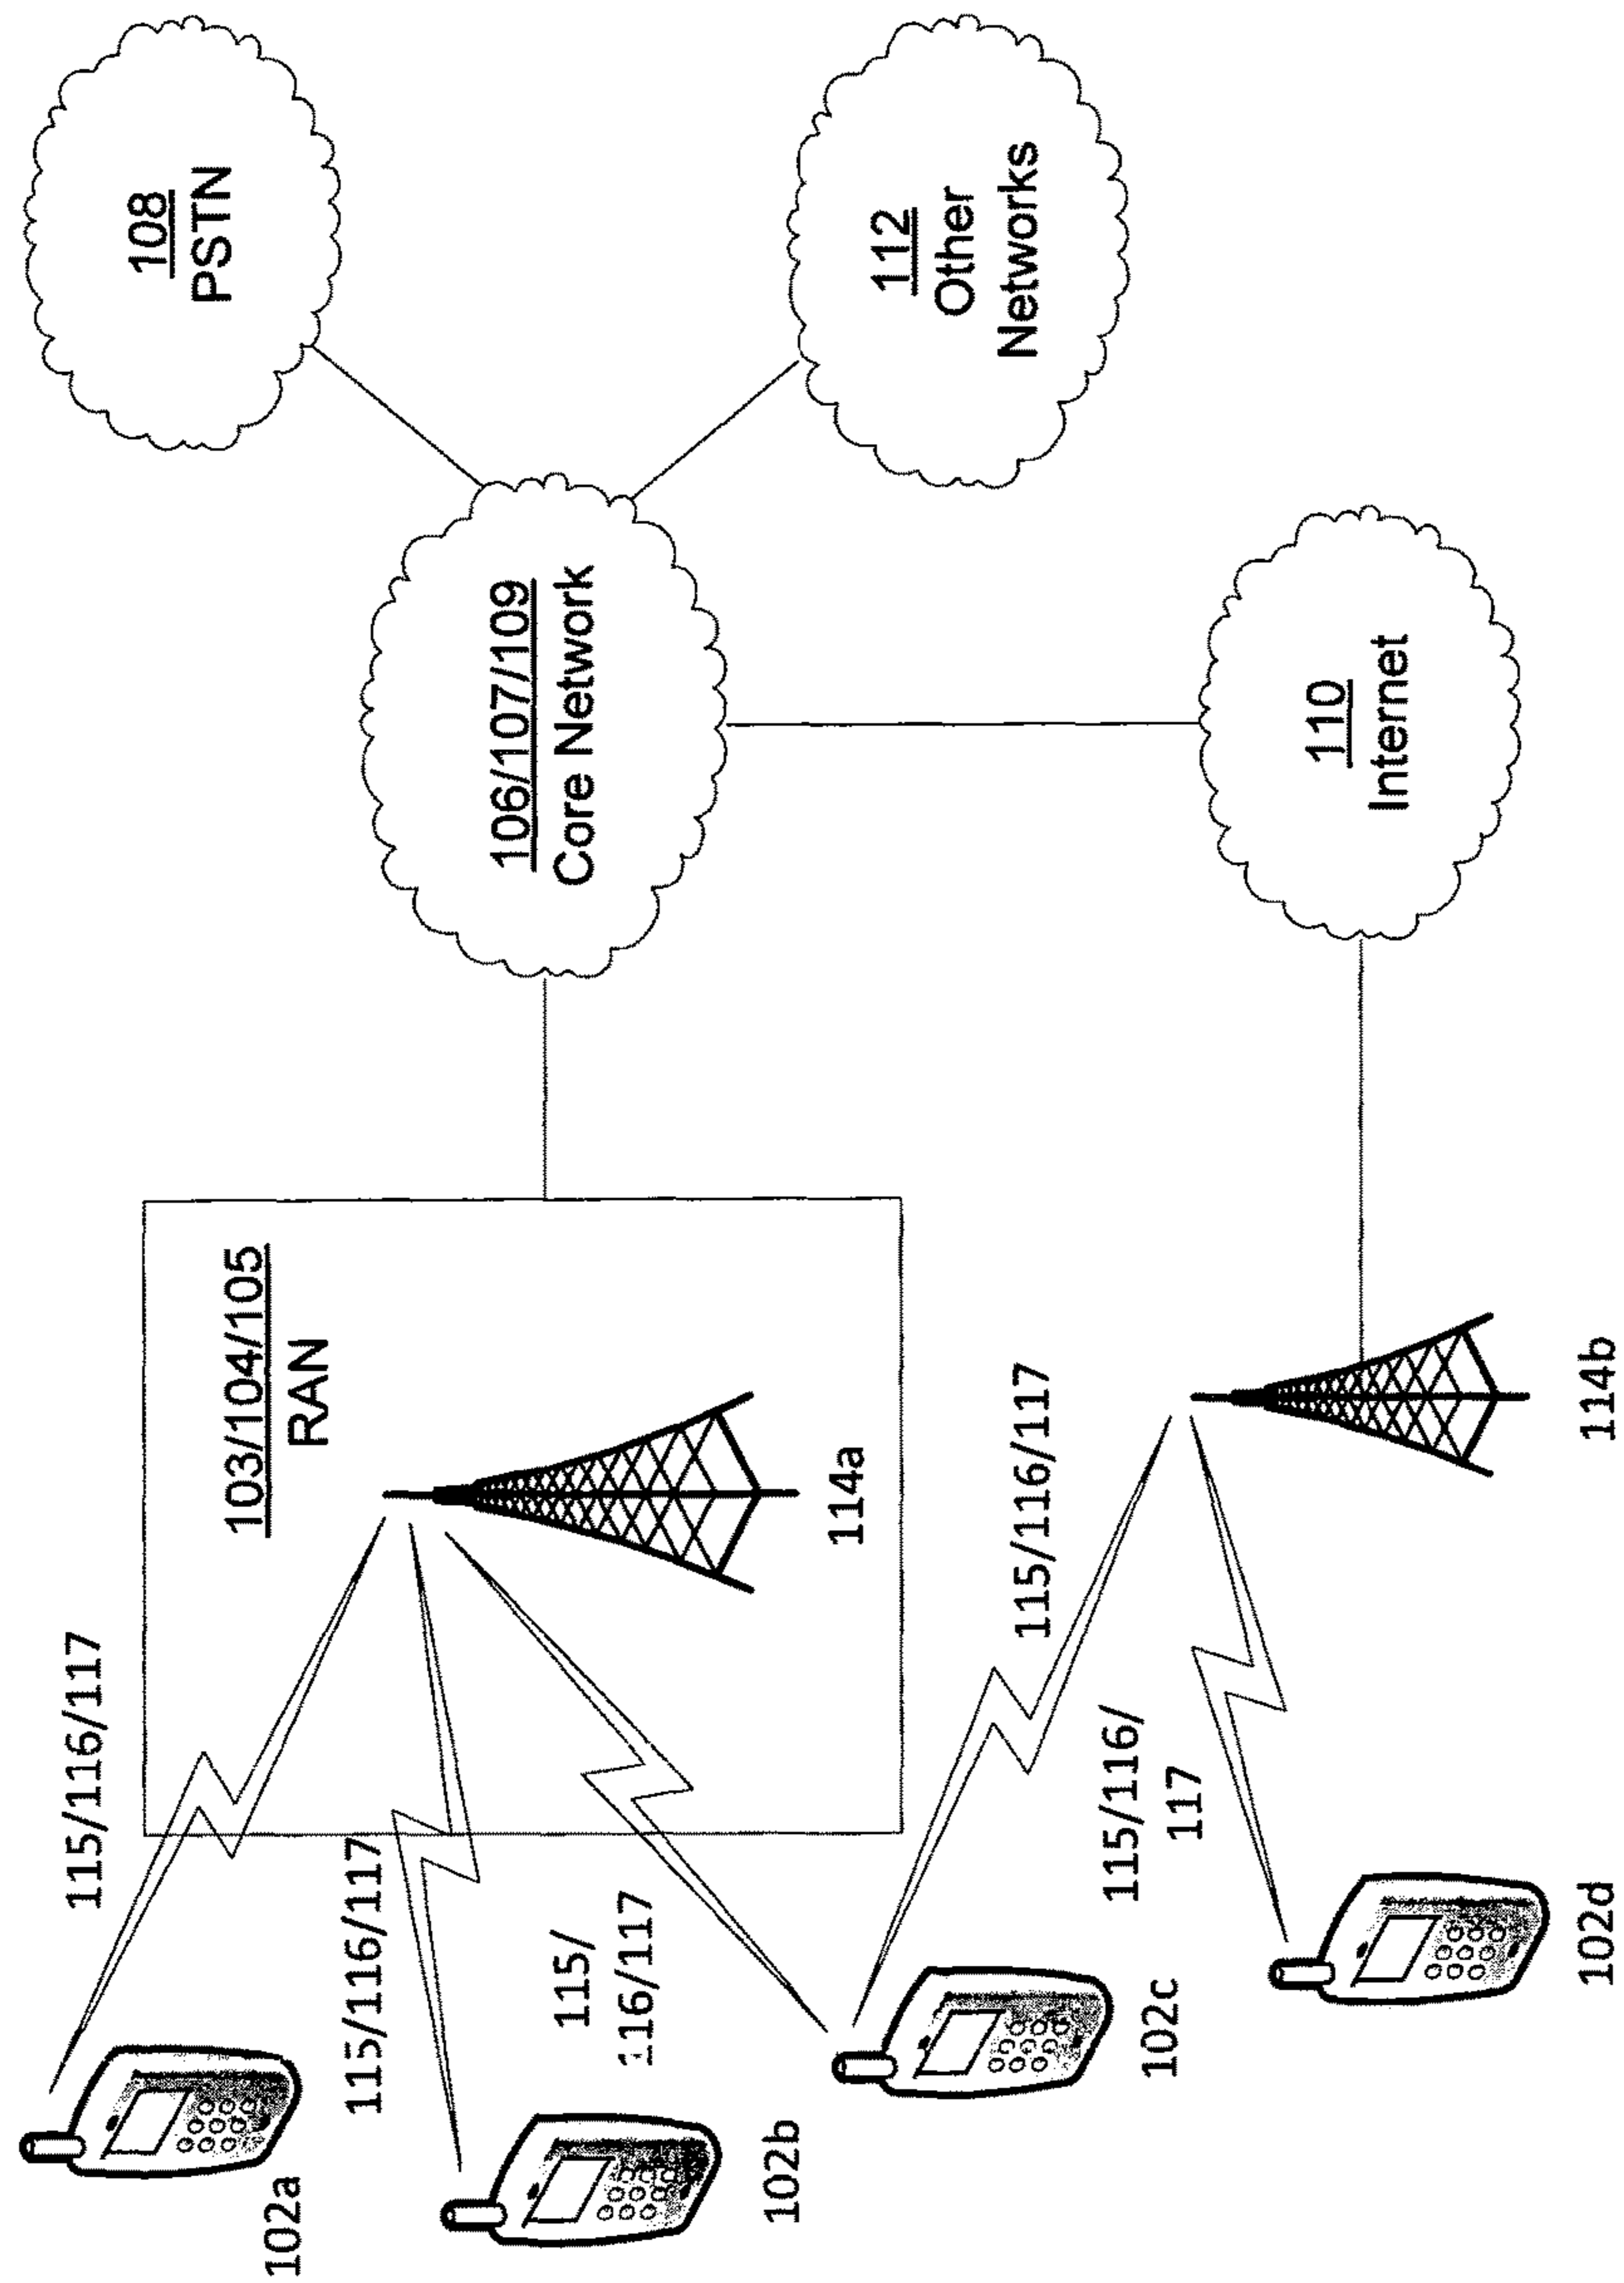 102a
115/116/117
102b
115/116/117
115/
116/117
102c
115/116/117
102d
115/116/
117
103/104/105
RAN
114a
114b
106/107/109
Core Network
108
PSTN
112
Other
Networks
110
Internet